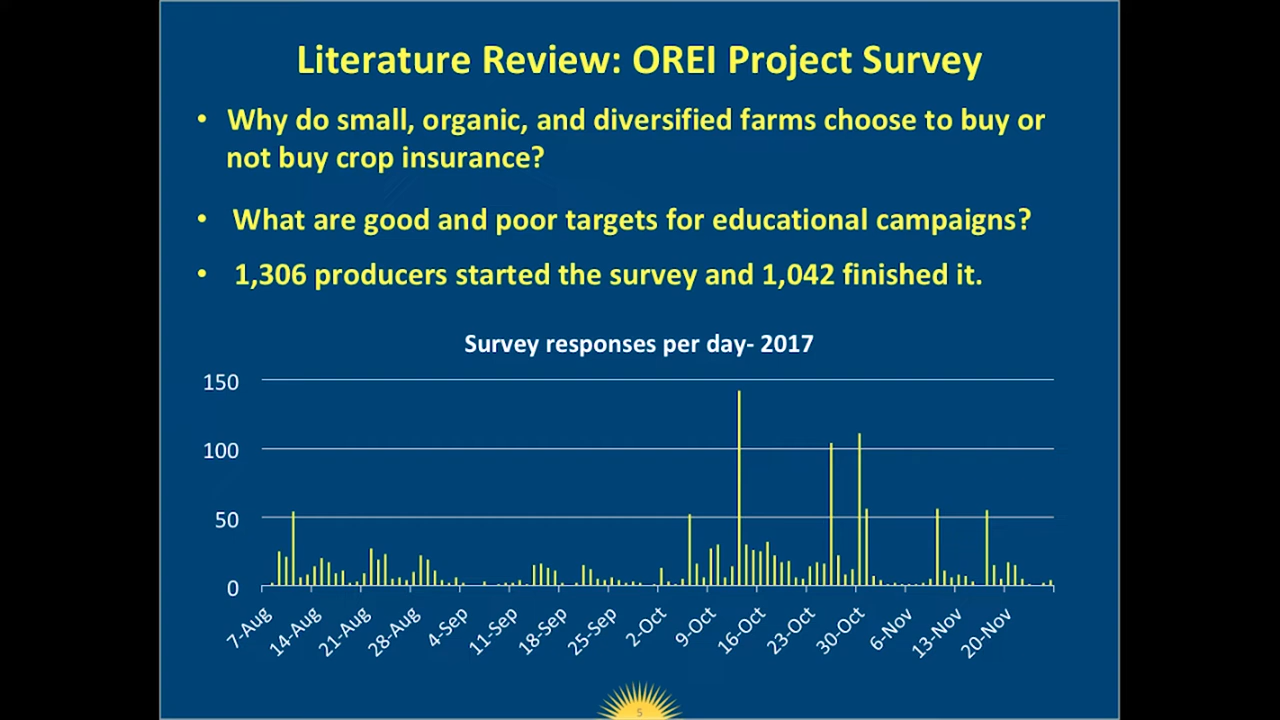 Literature Review: OREI Project Survey
• Why do small, organic, and diversified farms choose to buy or
not buy crop insurance?
• What are good and poor targets for educational campaigns?
• 1,306 producers started the survey and 1,042 finished it.
Survey responses per day- 2017
150
100
50
0
7-Aug
14-Aug
21-Aug
28-Aug
4-Sep
11-Sep
18-Sep
25-Sep
2-Oct
9-Oct
16-Oct
23-Oct
30-Oct
6-Nov
13-Nov
20-Nov
5